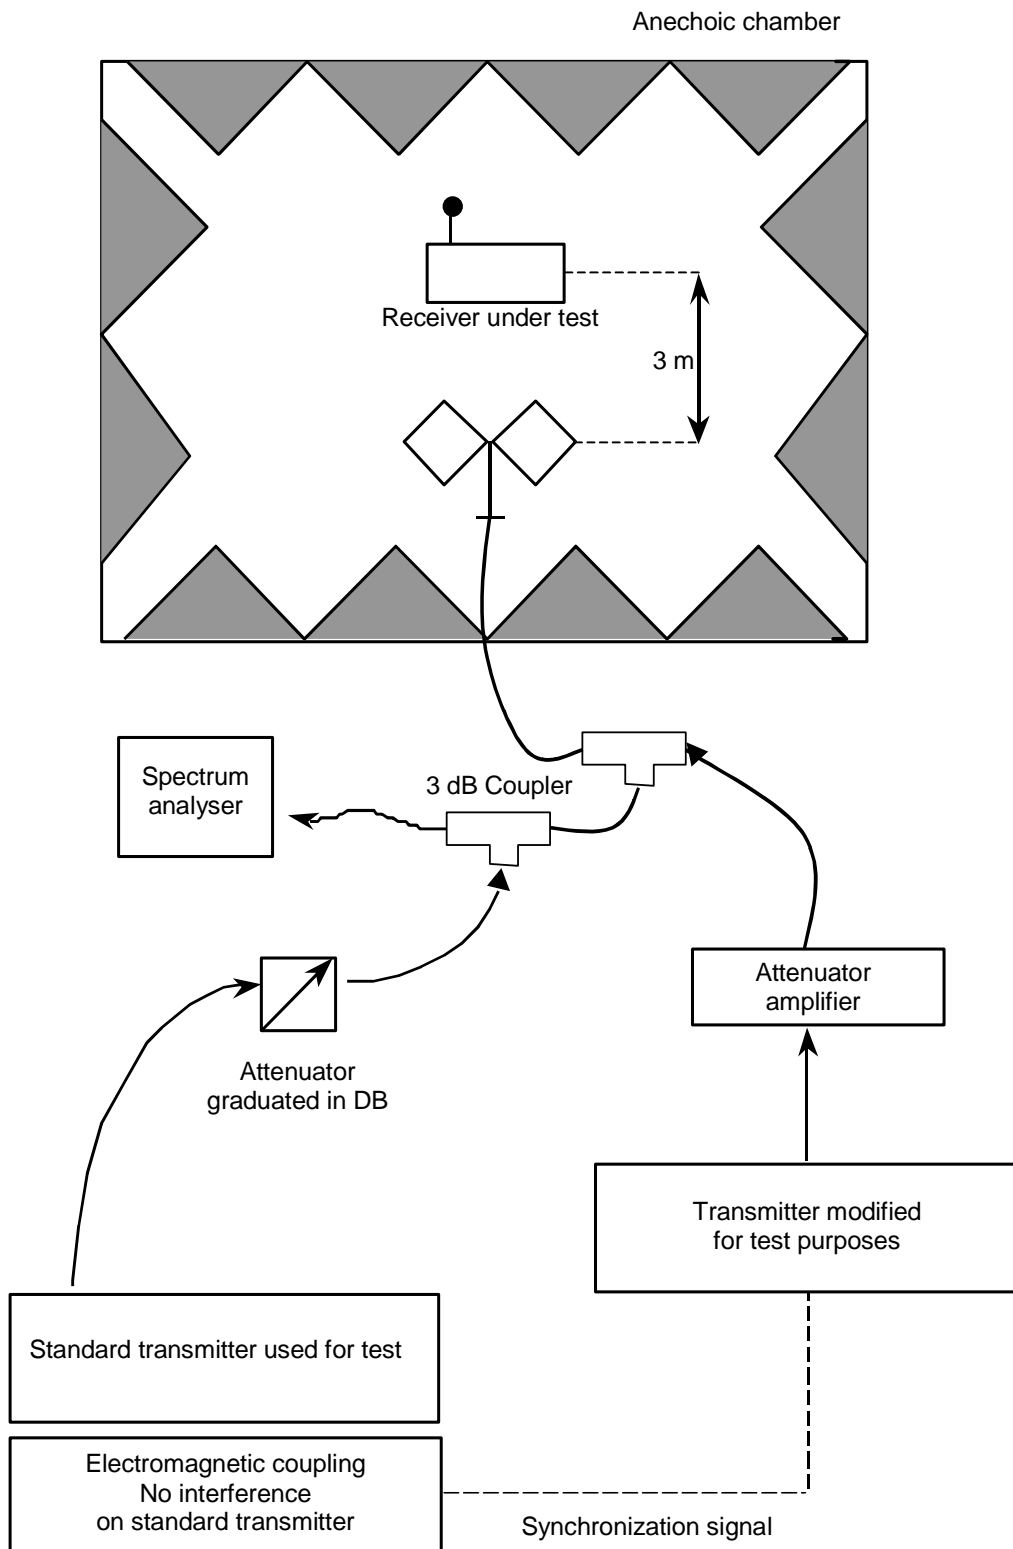 Anechoic chamber
Receiver under test
3 m
Spectrum
analyser
3 dB Coupler
Attenuator
amplifier
Attenuator
graduated in DB
Transmitter modified
for test purposes
Standard transmitter used for test
Electromagnetic coupling
No interference
on standard transmitter
Synchronization signal